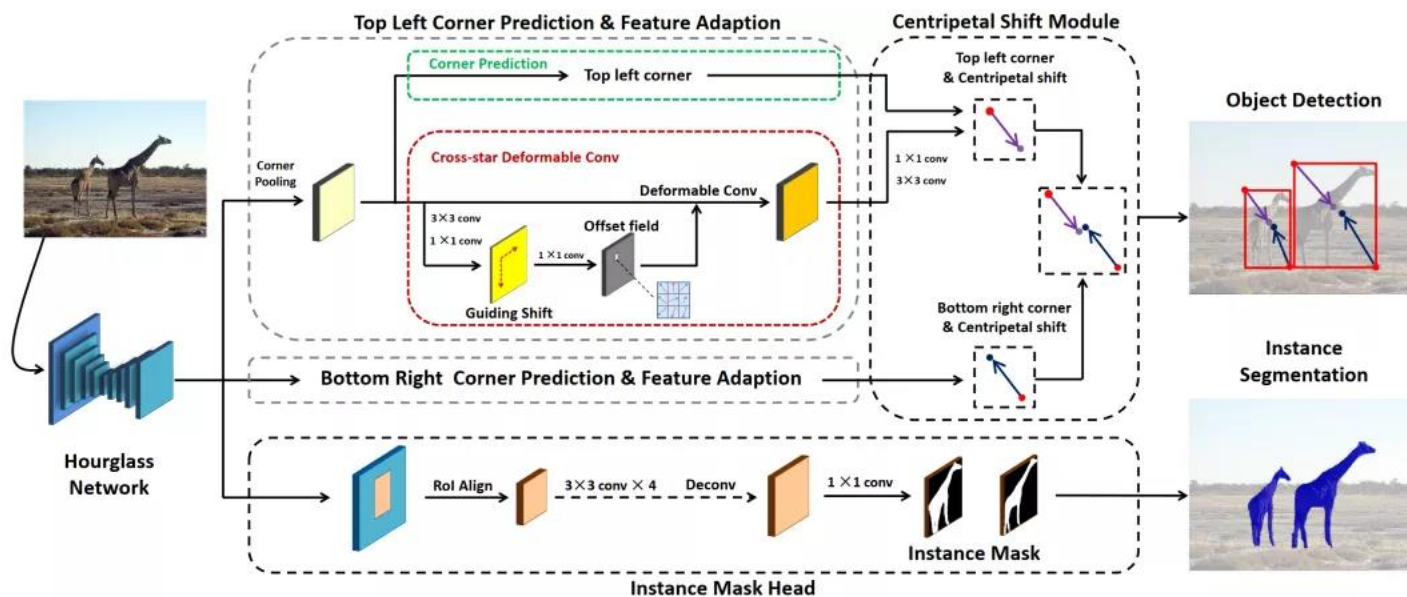 Top Left Corner Prediction & Feature Adaption
Centripetal Shift Module
Corner Prediction
Top left corner
Top left corner
& Centripetal shift
Object Detection
Corner
Pooling
Cross-star Deformable Conv
1×1 conv
3×3 conv
Deformable Conv
3×3 conv
1×1 conv
Offset field
1×1 conv
Guiding Shift
Bottom right corner
& Centripetal shift
Bottom Right Corner Prediction & Feature Adaption
Instance
Segmentation
Hourglass
Network
RoI Align
3×3 conv × 4
Deconv
1×1 conv
Instance Mask
Instance Mask Head